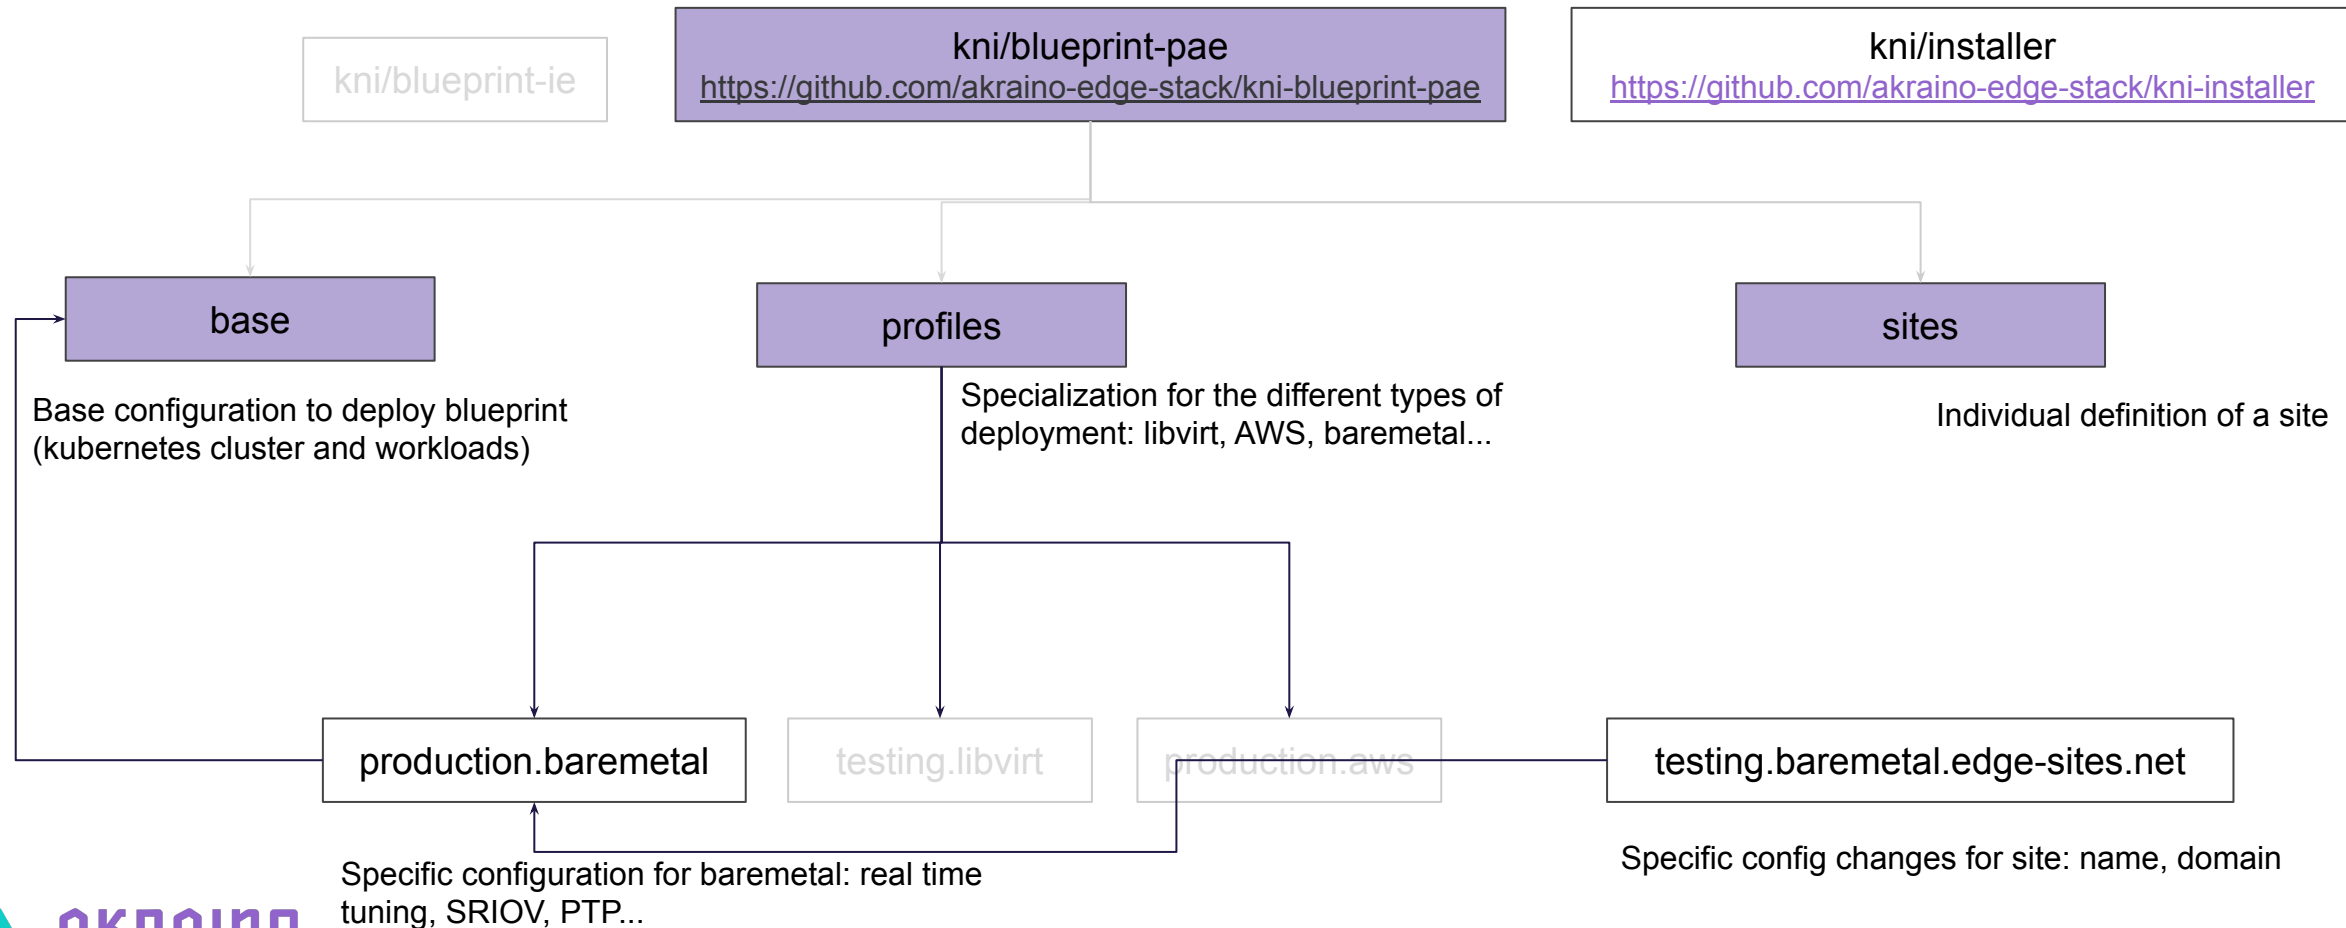 kni/blueprint-ie
kni/blueprint-pae
https://github.com/akraino-edge-stack/kni-blueprint-pae
kni/installer
https://github.com/akraino-edge-stack/kni-installer
base
profiles
sites
Base configuration to deploy blueprint
(kubernetes cluster and workloads)
Specialization for the different types of
deployment: libvirt, AWS, baremetal...
Individual definition of a site
production.baremetal
testing.libvirt
production.aws
testing.baremetal.edge-sites.net
Specific configuration for baremetal: real time
tuning, SRIOV, PTP...
Specific config changes for site: name, domain
akraino